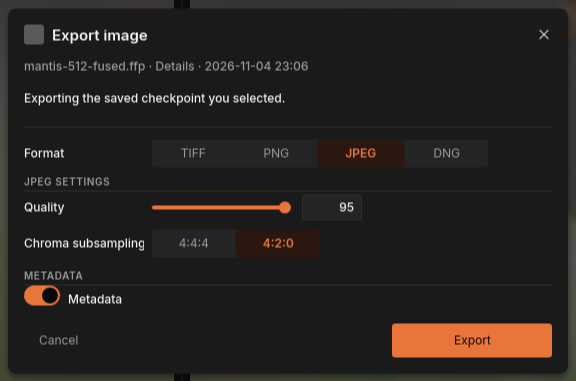 Export image
mantis-512-fused.ffp · Details · 2026-11-04 23:06
Exporting the saved checkpoint you selected.
Format TIFF PNG JPEG DNG
JPEG SETTINGS
Quality 95
Chroma subsampling 4:4:4 4:2:0
METADATA
Metadata
Cancel Export